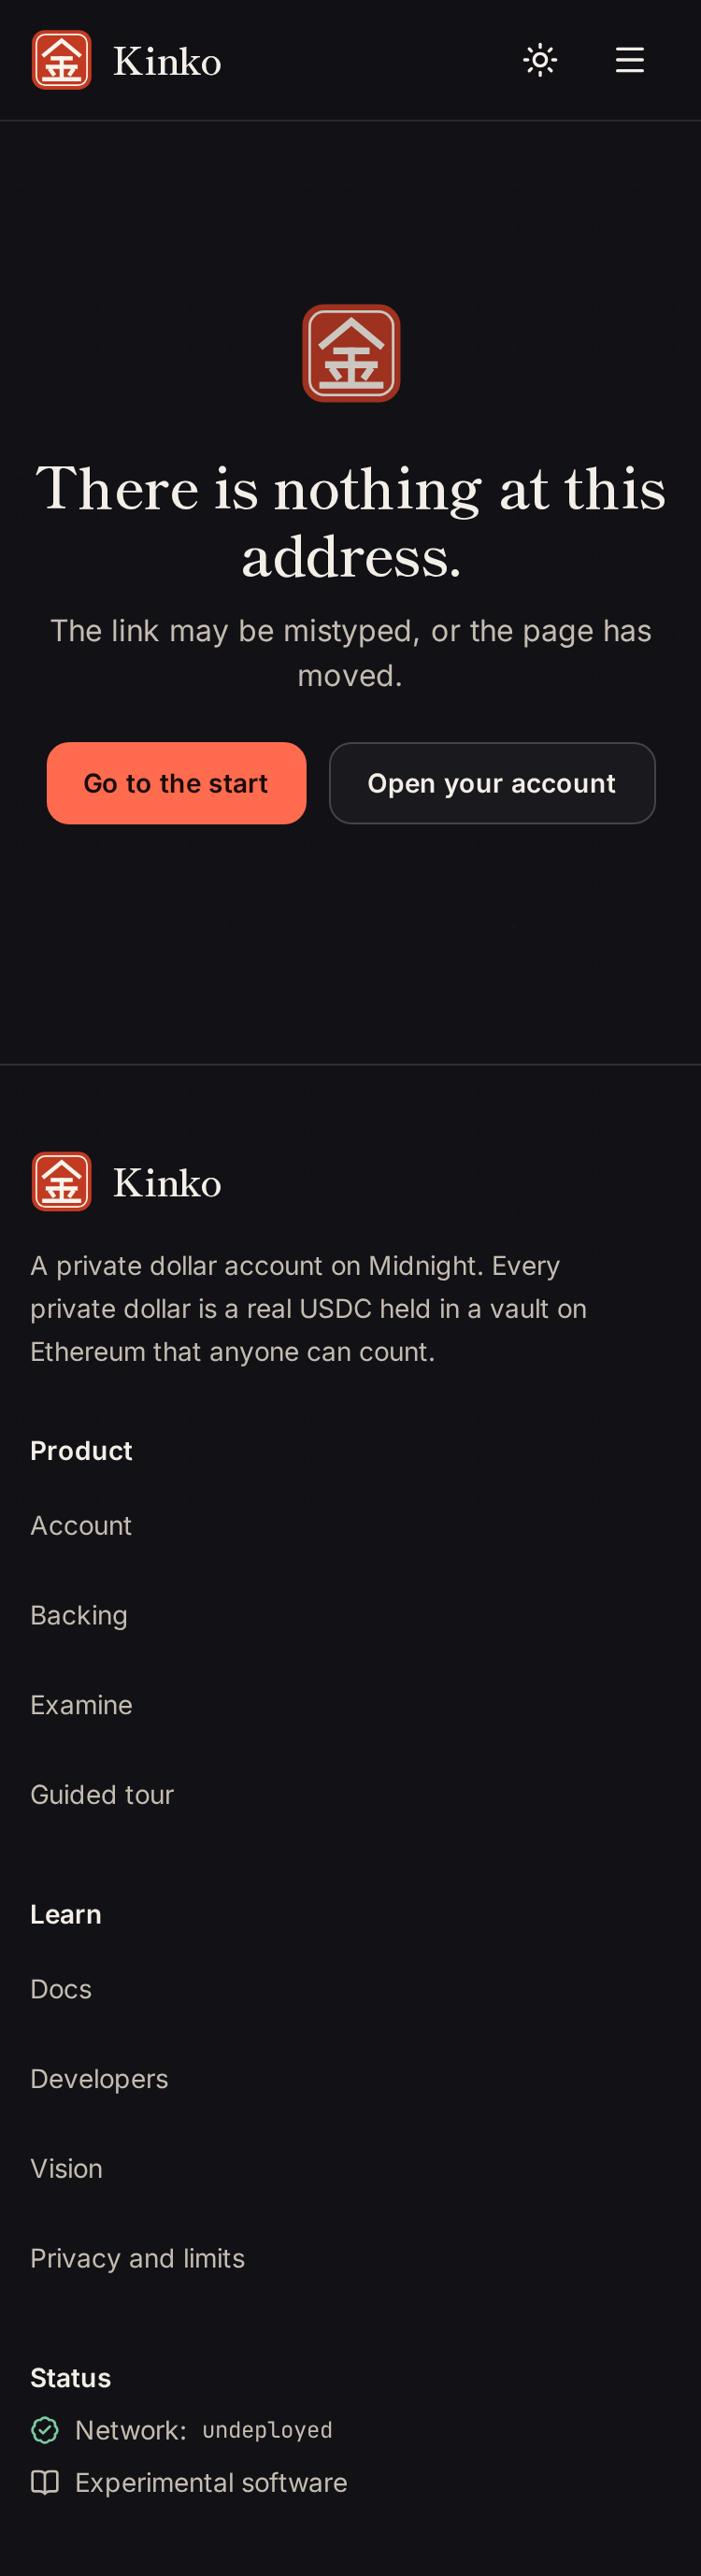 金 Kinko
金
There is nothing at this
address.
The link may be mistyped, or the page has
moved.
Go to the start
Open your account
金 Kinko
A private dollar account on Midnight. Every
private dollar is a real USDC held in a vault on
Ethereum that anyone can count.
Product
Account
Backing
Examine
Guided tour
Learn
Docs
Developers
Vision
Privacy and limits
Status
Network: undeployed
Experimental software